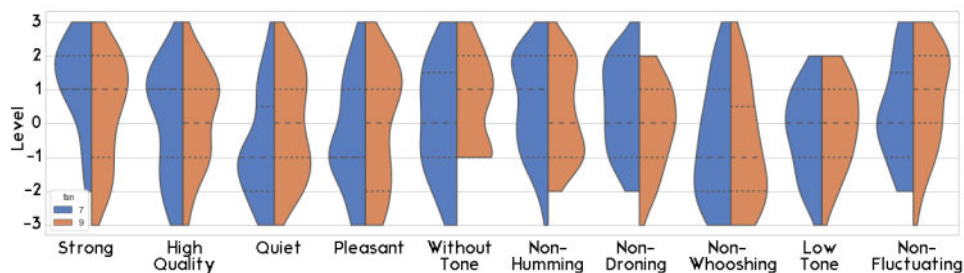 3
2
1
0
-1
-2
-3
Level
fan
7
9
Strong
High
Quality
Quiet
Pleasant
Without
Tone
Non-
Humming
Non-
Droning
Non-
Whooshing
Low
Tone
Non-
Fluctuating